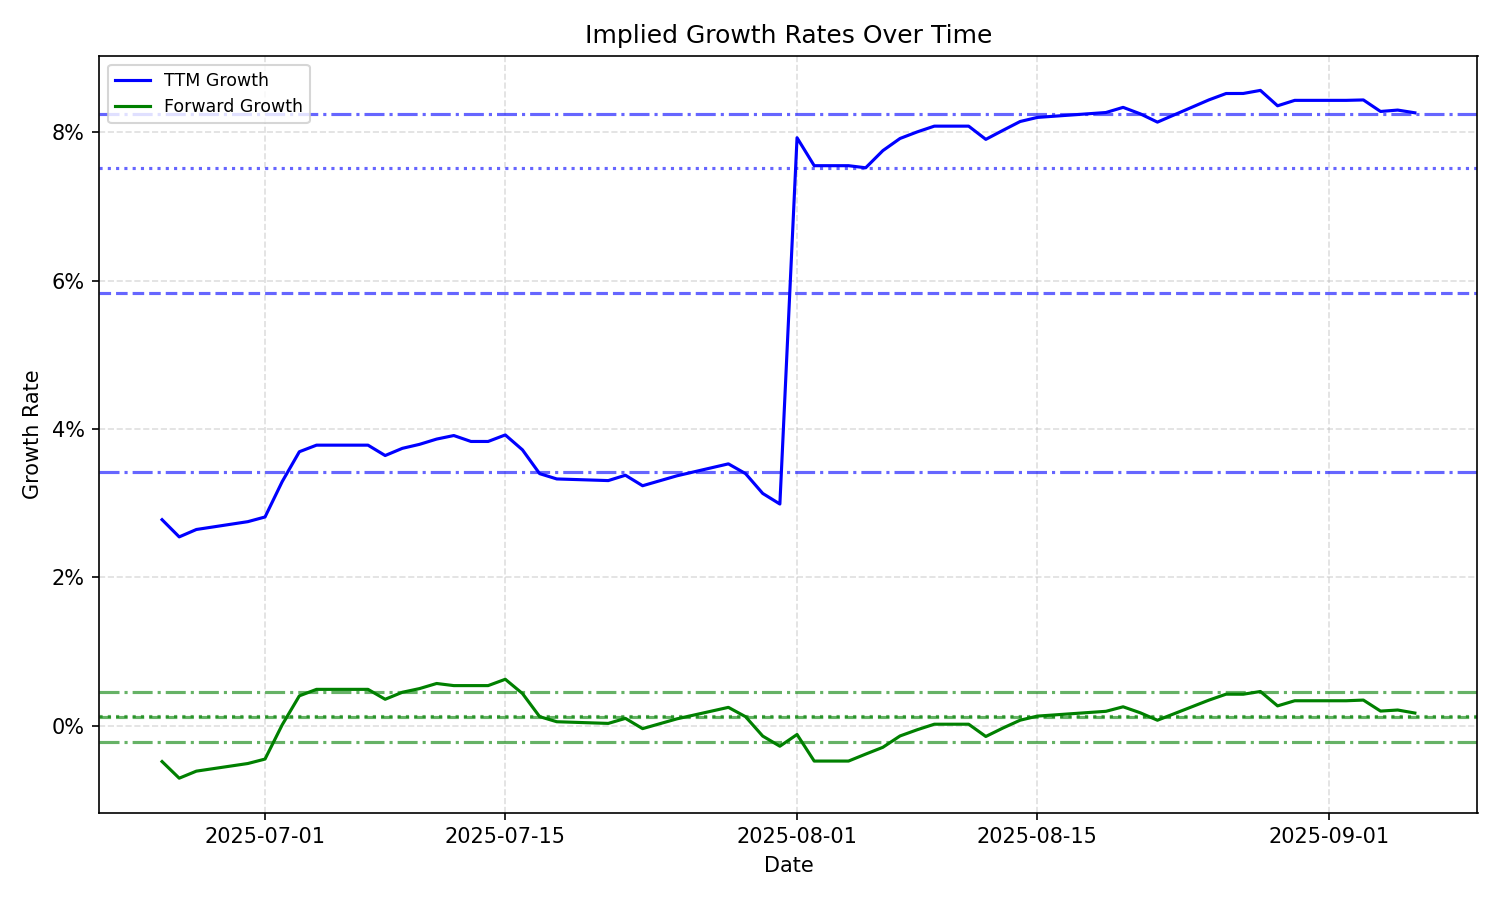 Implied Growth Rates Over Time
TTM Growth
Forward Growth
8%
6%
4%
2%
0%
Growth Rate
2025-07-01
2025-07-15
2025-08-01
2025-08-15
2025-09-01
Date